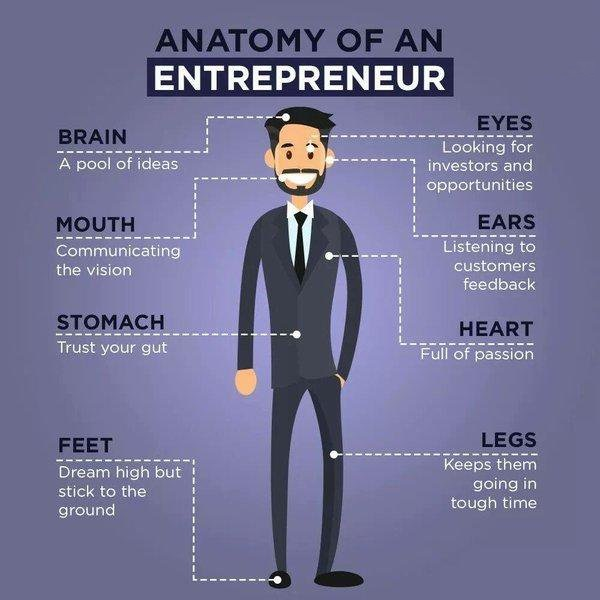 ANATOMY OF AN
ENTREPRENEUR
BRAIN
A pool of ideas
MOUTH
Communicating
the vision
STOMACH
Trust your gut
FEET
Dream high but
stick to the
ground
EYES
Looking for
investors and
opportunities
EARS
Listening to
customers
feedback
HEART
Full of passion
LEGS
Keeps them
going in
tough time